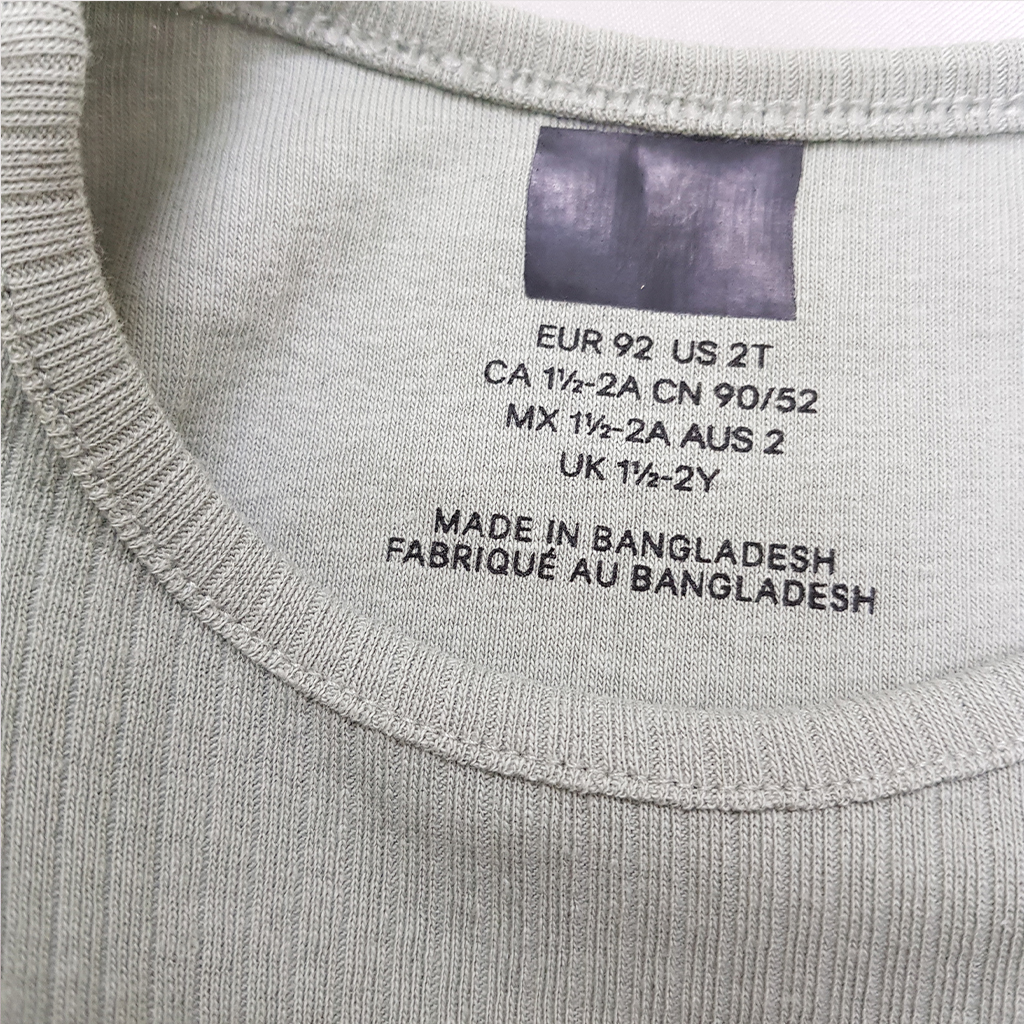 EUR 92 US 2T
CA 1½-2A CN 90/52
MX 1½-2A AUS 2
UK 1½-2Y
MADE IN BANGLADESH
FABRIQUÉ AU BANGLADESH